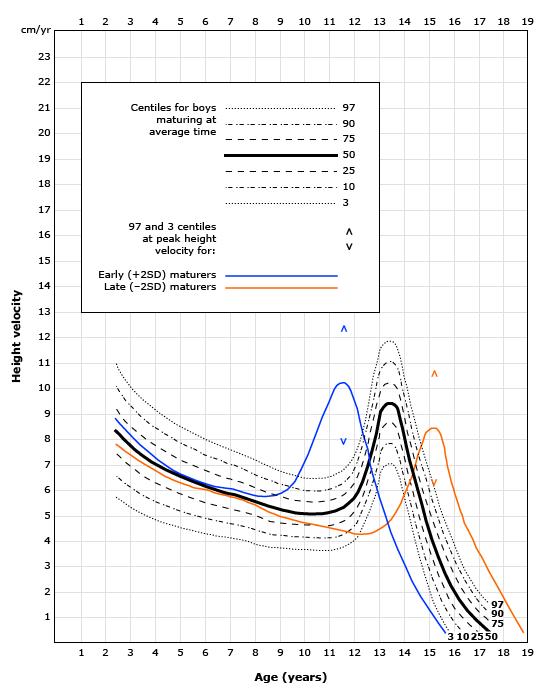 1 2 3 4 5 6 7 8 9 10 11 12 13 14 15 16 17 18 19
cm/yr
23
22
21
20
19
18
17
16
15
14
13
12
11
10
9
8
7
6
5
4
3
2
1
Height velocity
Centiles for boys
maturing at
average time
97
90
75
50
25
10
3
97 and 3 centiles
at peak height
velocity for:
Early (+2SD) maturers
Late (−2SD) maturers
97
90
75
3 10 25 50
1 2 3 4 5 6 7 8 9 10 11 12 13 14 15 16 17 18 19
Age (years)